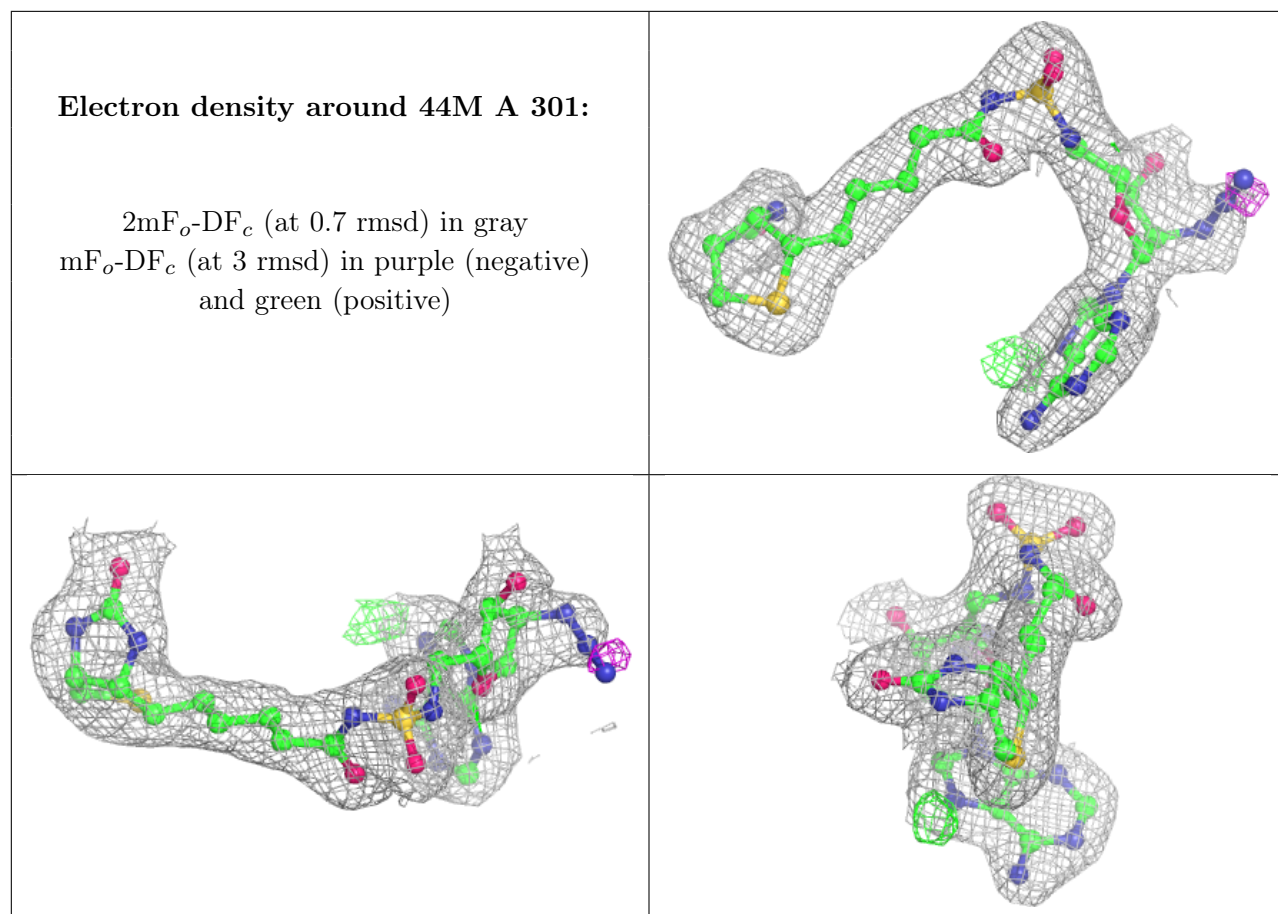 Electron density around 44M A 301:
2mFₒ-DF𝒸 (at 0.7 rmsd) in gray
mFₒ-DF𝒸 (at 3 rmsd) in purple (negative)
and green (positive)